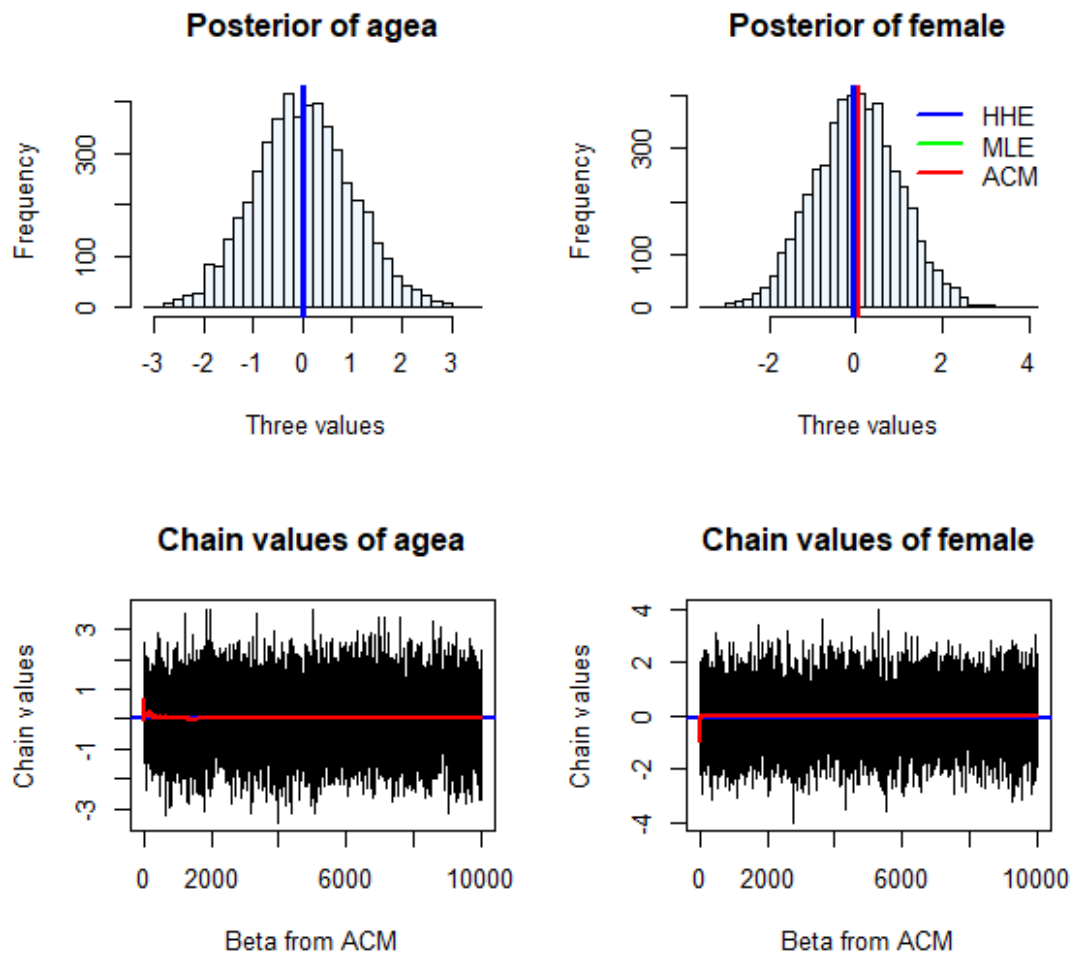 Posterior of agea
Frequency
0 100 300
-3 -2 -1 0 1 2 3
Three values
Posterior of female
Frequency
0 100 300
-2 0 2 4
Three values
HHE
MLE
ACM
Chain values of agea
Chain values
-3 -1 1 3
0 2000 6000 10000
Beta from ACM
Chain values of female
Chain values
-4 -2 0 2 4
0 2000 6000 10000
Beta from ACM